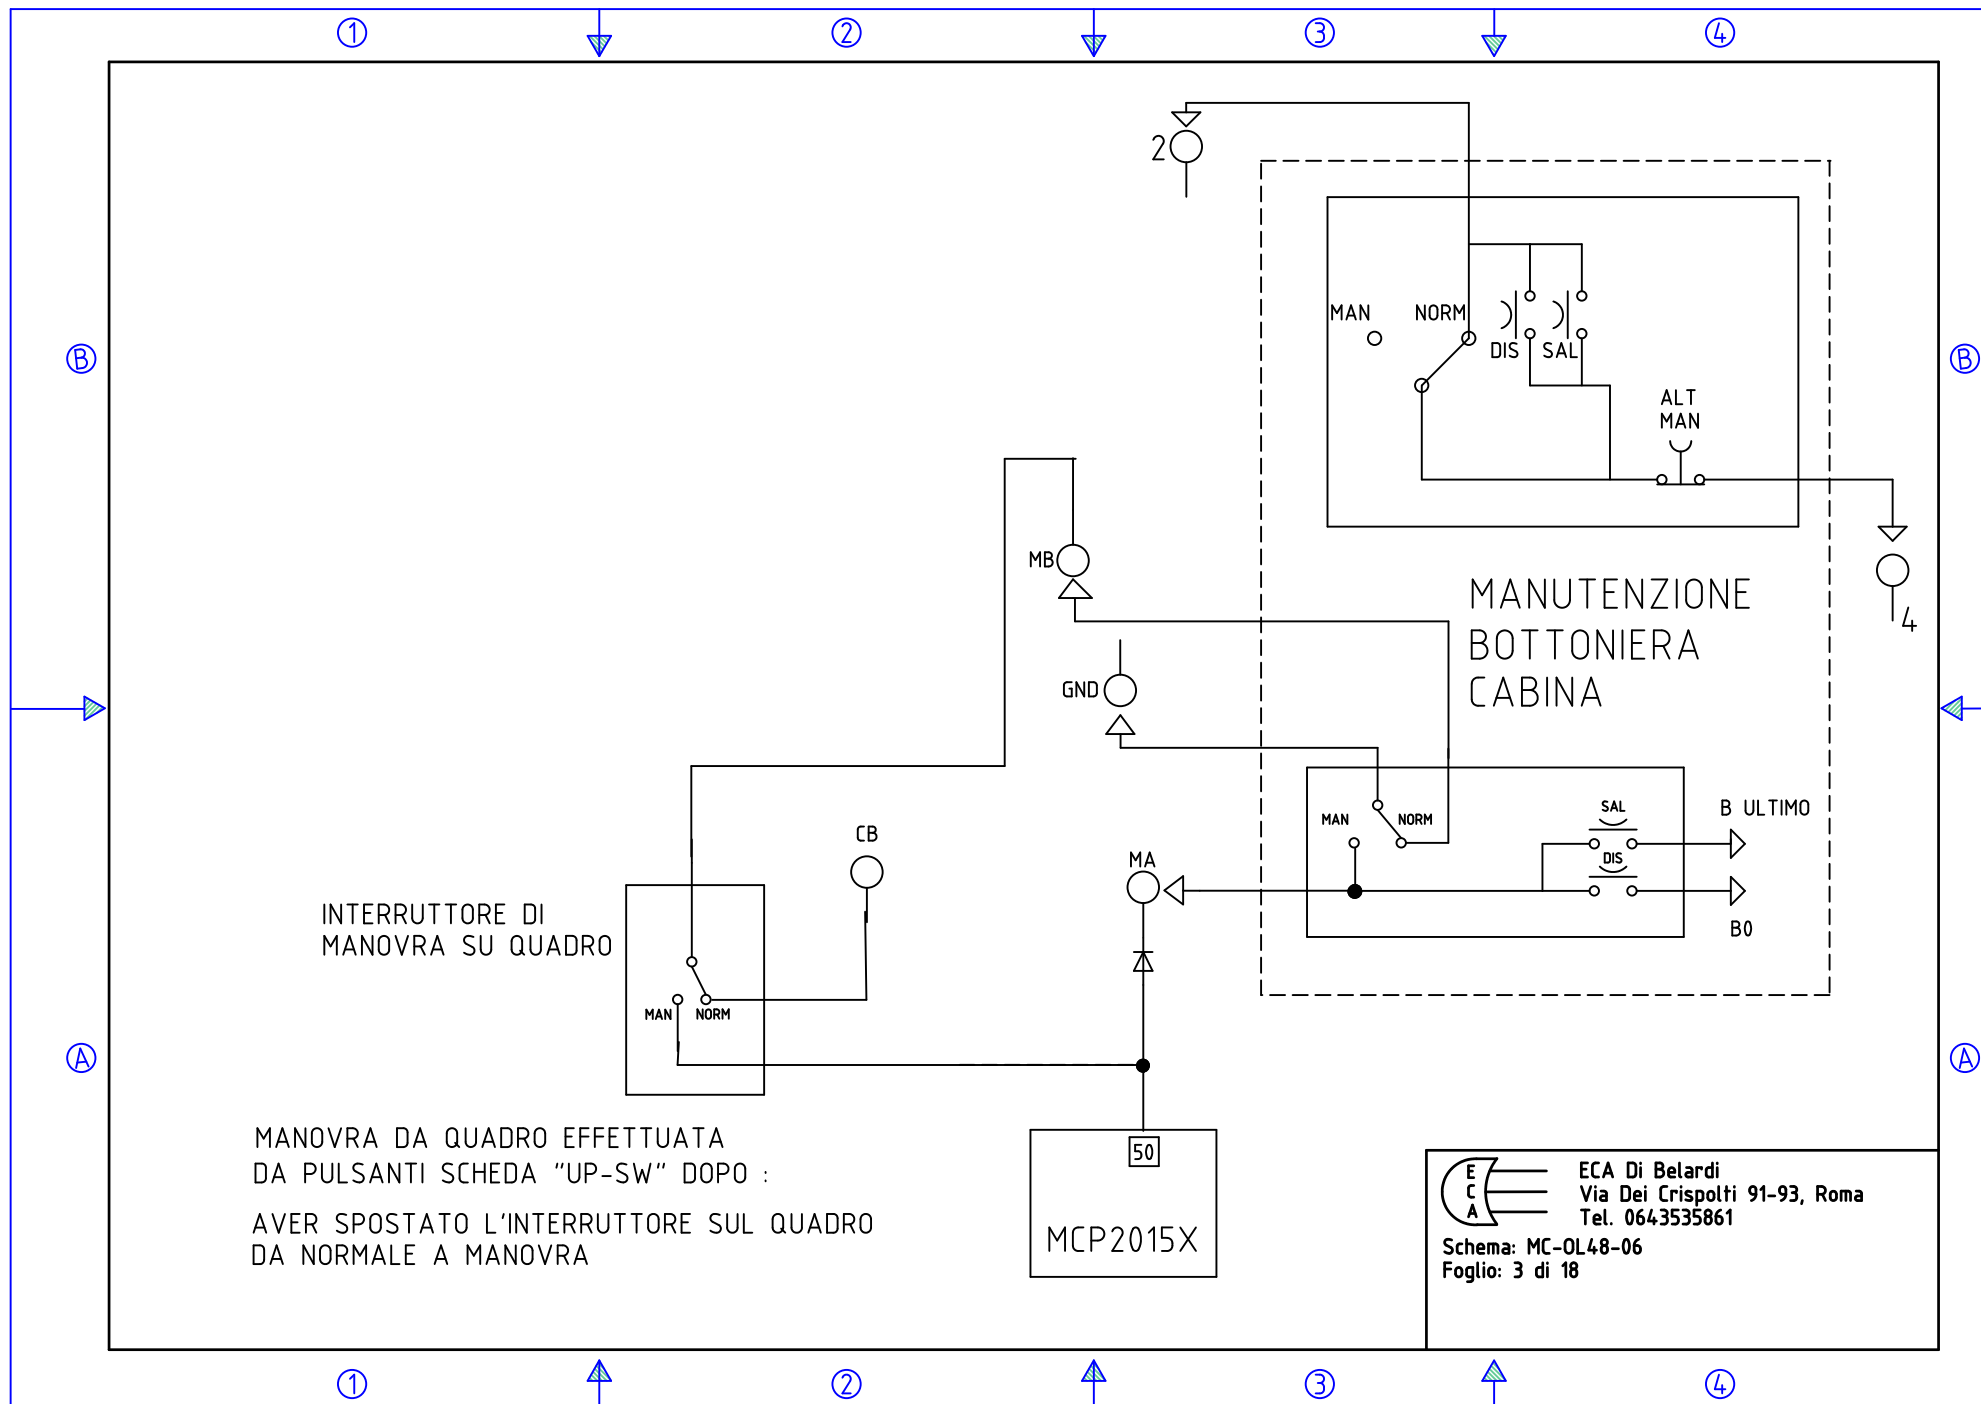 1 2 3 4
2
MAN NORM
DIS SAL
B B
ALT
MAN
MB
4
MANUTENZIONE
BOTTONIERA
CABINA
GND
SAL
B ULTIMO
MAN NORM
CB
DIS
MA
INTERRUTTORE DI
MANOVRA SU QUADRO
B0
MAN NORM
A A
MANOVRA DA QUADRO EFFETTUATA
DA PULSANTI SCHEDA "UP-SW" DOPO :
AVER SPOSTATO L'INTERRUTTORE SUL QUADRO
DA NORMALE A MANOVRA
50
MCP2015X
E
C
A
ECA Di Belardi
Via Dei Crispolti 91-93, Roma
Tel. 0643535861
Schema: MC-OL48-06
Foglio: 3 di 18
1 2 3 4